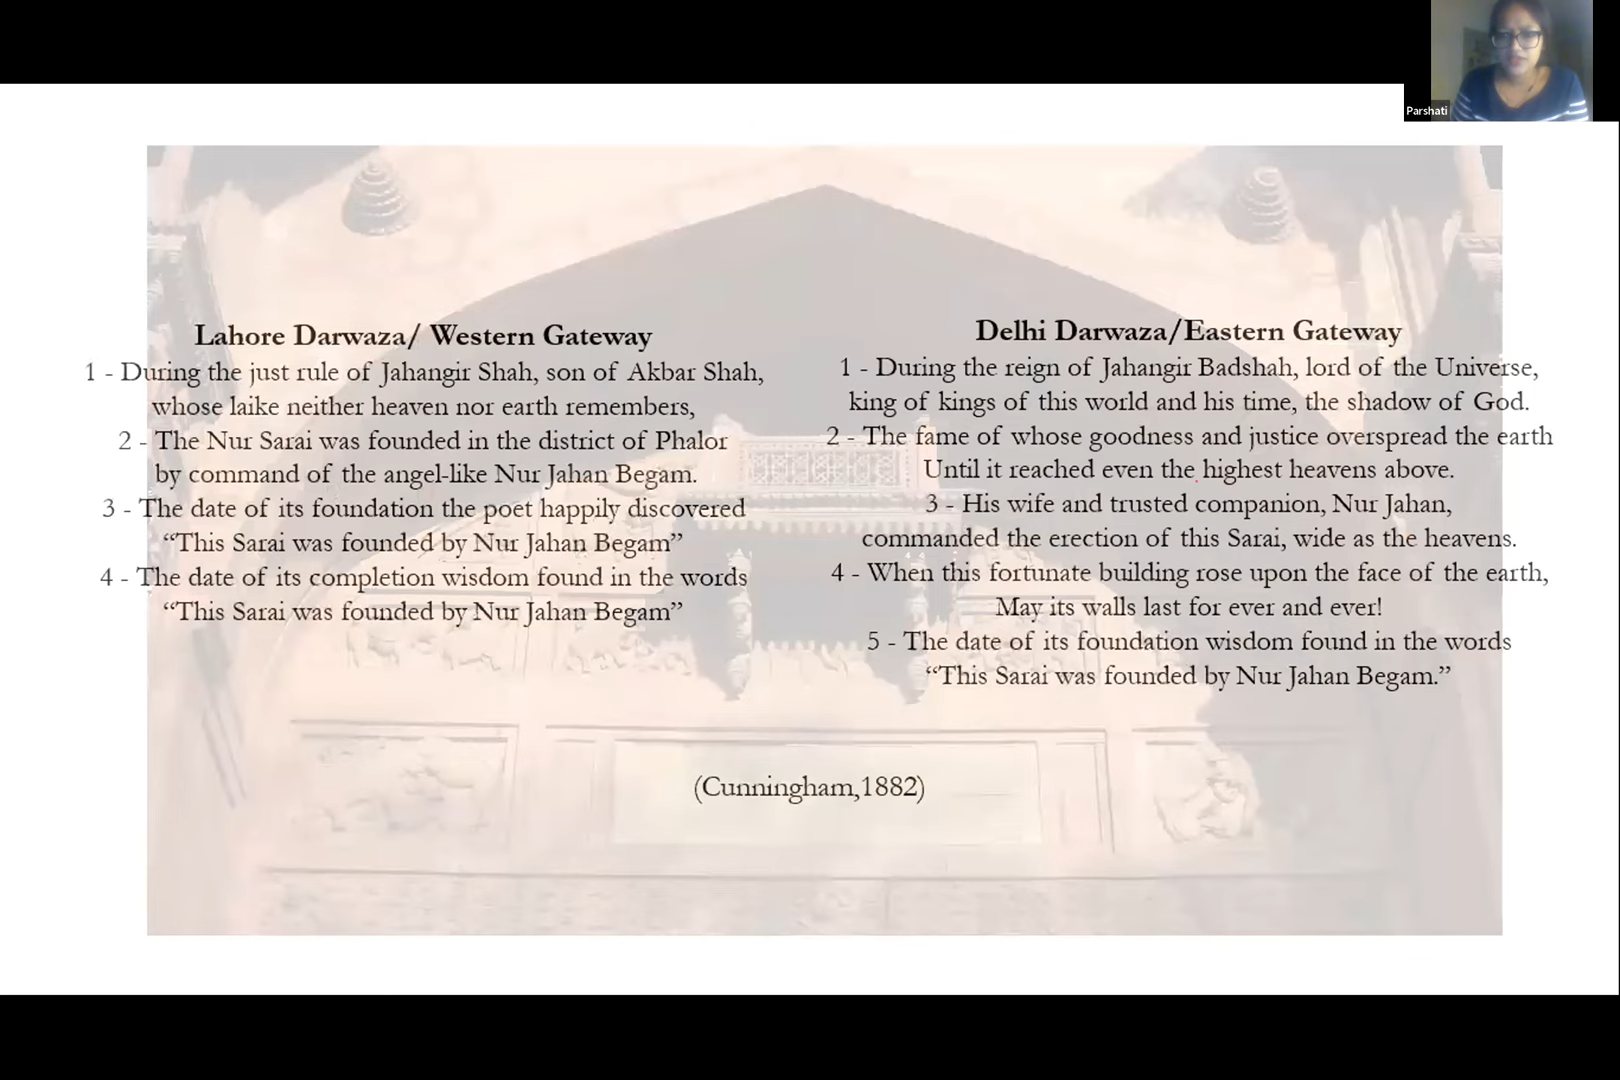 Parshati
Lahore Darwaza/ Western Gateway
1 - During the just rule of Jahangir Shah, son of Akbar Shah,
whose laike neither heaven nor earth remembers,
2 - The Nur Sarai was founded in the district of Phalor
by command of the angel-like Nur Jahan Begam.
3 - The date of its foundation the poet happily discovered
“This Sarai was founded by Nur Jahan Begam”
4 - The date of its completion wisdom found in the words
“This Sarai was founded by Nur Jahan Begam”
Delhi Darwaza/Eastern Gateway
1 - During the reign of Jahangir Badshah, lord of the Universe,
king of kings of this world and his time, the shadow of God.
2 - The fame of whose goodness and justice overspread the earth
Until it reached even the highest heavens above.
3 - His wife and trusted companion, Nur Jahan,
commanded the erection of this Sarai, wide as the heavens.
4 - When this fortunate building rose upon the face of the earth,
May its walls last for ever and ever!
5 - The date of its foundation wisdom found in the words
“This Sarai was founded by Nur Jahan Begam.”
(Cunningham,1882)